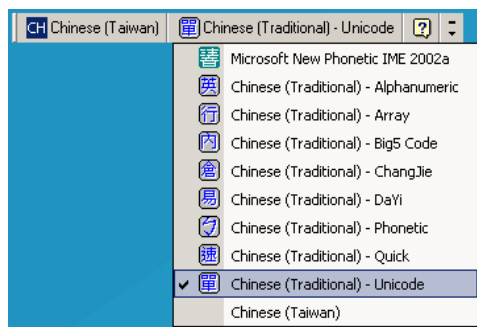 CH Chinese (Taiwan) 單 Chinese (Traditional) - Unicode ?
Microsoft New Phonetic IME 2002a
英 Chinese (Traditional) - Alphanumeric
行 Chinese (Traditional) - Array
內 Chinese (Traditional) - Big5 Code
倉 Chinese (Traditional) - ChangJie
易 Chinese (Traditional) - DaYi
ㄅ Chinese (Traditional) - Phonetic
速 Chinese (Traditional) - Quick
單 Chinese (Traditional) - Unicode
Chinese (Taiwan)